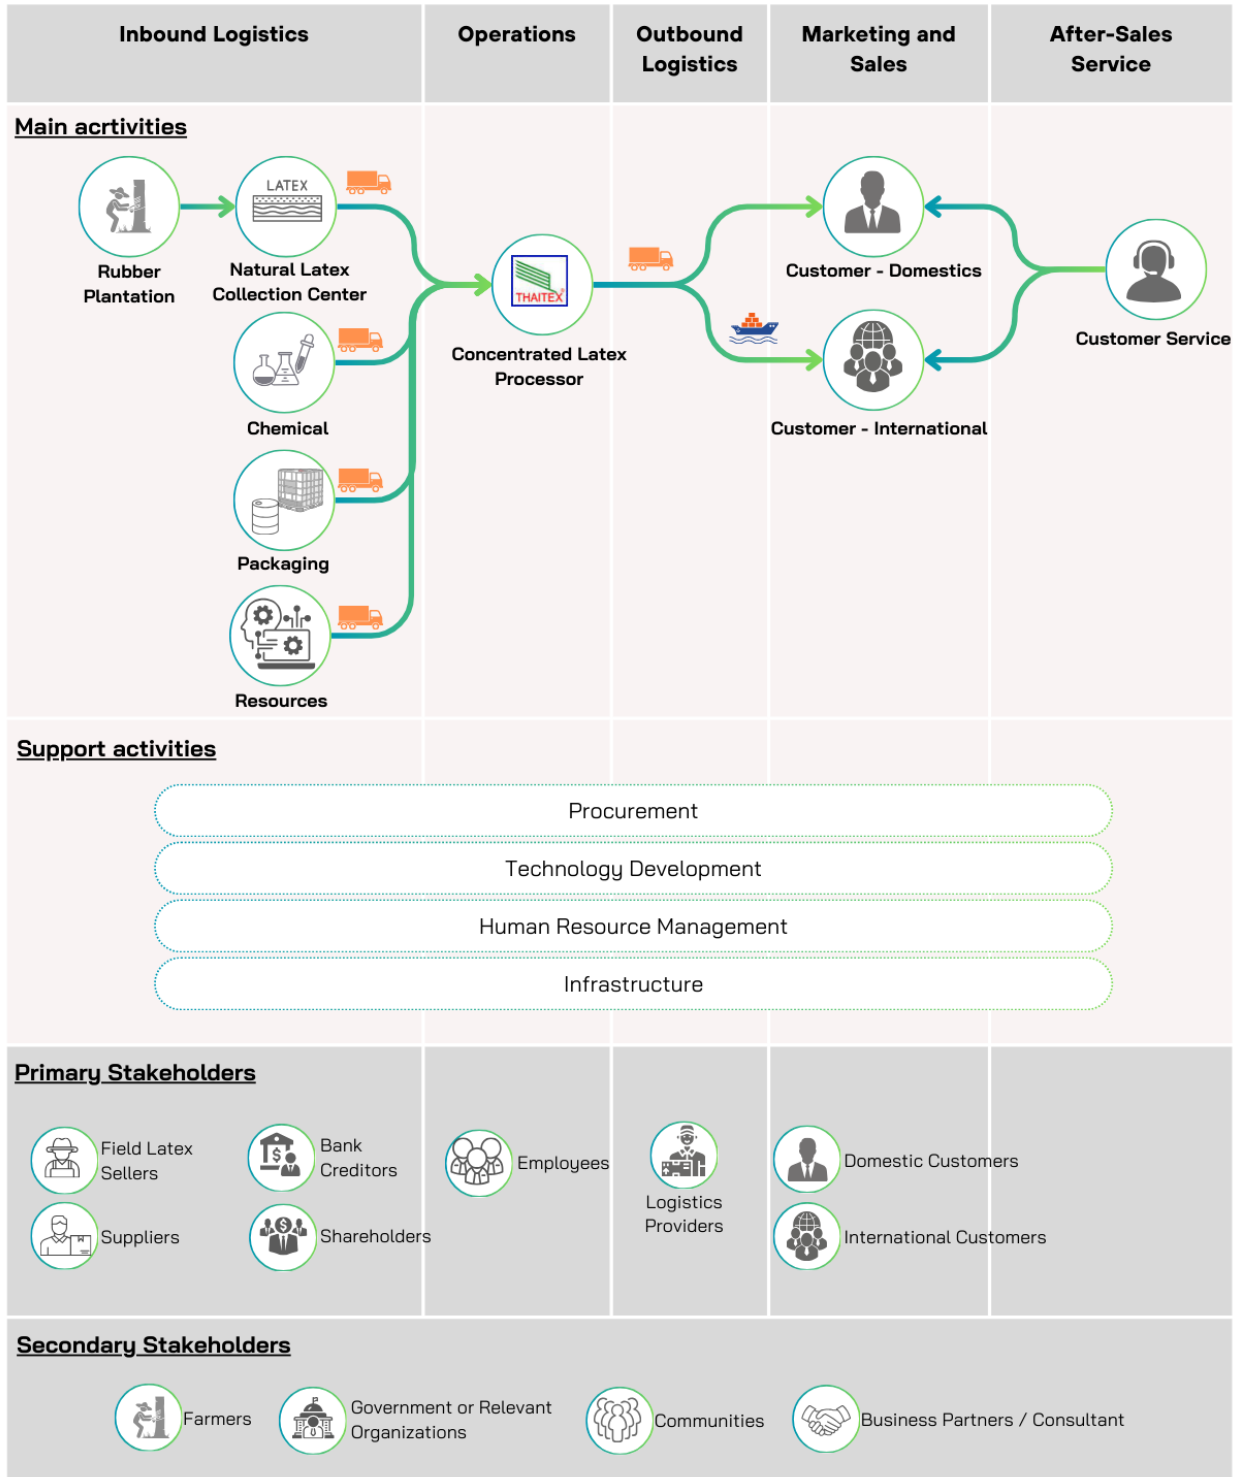 Inbound Logistics
Operations
Outbound
Logistics
Marketing and
Sales
After-Sales
Service
Main acrtivities
LATEX
Rubber
Plantation
Natural Latex
Collection Center
THAITEX®
Concentrated Latex
Processor
Customer - Domestics
Customer Service
Customer - International
Chemical
Packaging
Resources
Support activities
Procurement
Technology Development
Human Resource Management
Infrastructure
Primary Stakeholders
Field Latex
Sellers
Bank
Creditors
Employees
Logistics
Providers
Domestic Customers
Suppliers
Shareholders
International Customers
Secondary Stakeholders
Farmers
Government or Relevant
Organizations
Communities
Business Partners / Consultant